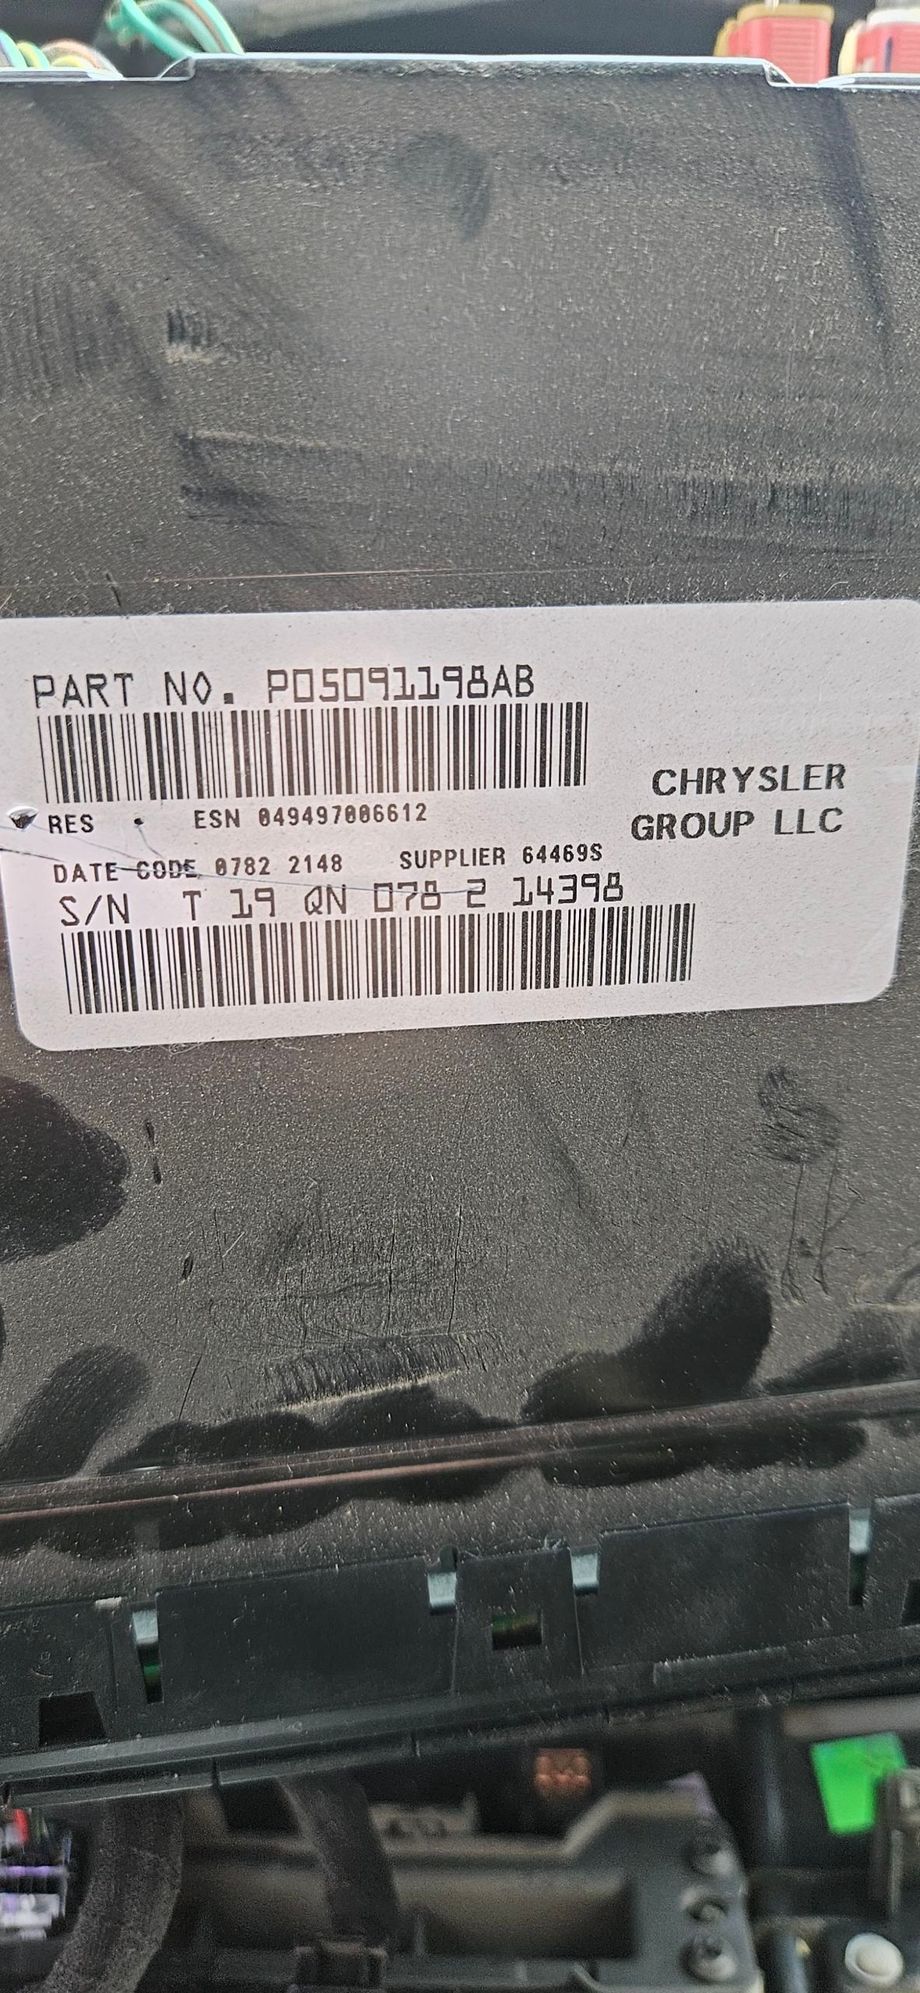 PART NO. P05091198AB
CHRYSLER
GROUP LLC
RES
ESN 049497006612
DATE CODE 0782 2148
SUPPLIER 64469S
S/N T 19 QN 078 2 14398